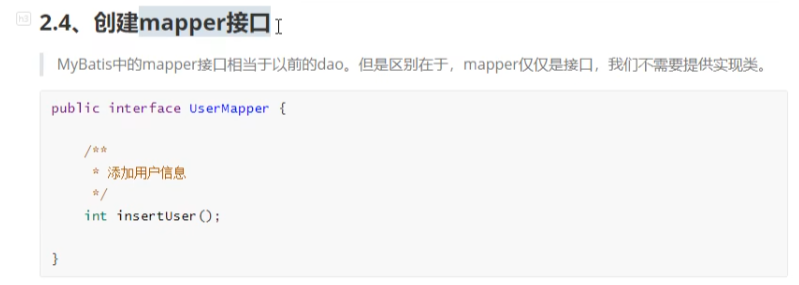 h3
2.4、创建mapper接口
MyBatis中的mapper接口相当于以前的dao。但是区别在于，mapper仅仅是接口，我们不需要提供实现类。
public interface UserMapper {
/**
* 添加用户信息
*/
int insertUser();
}